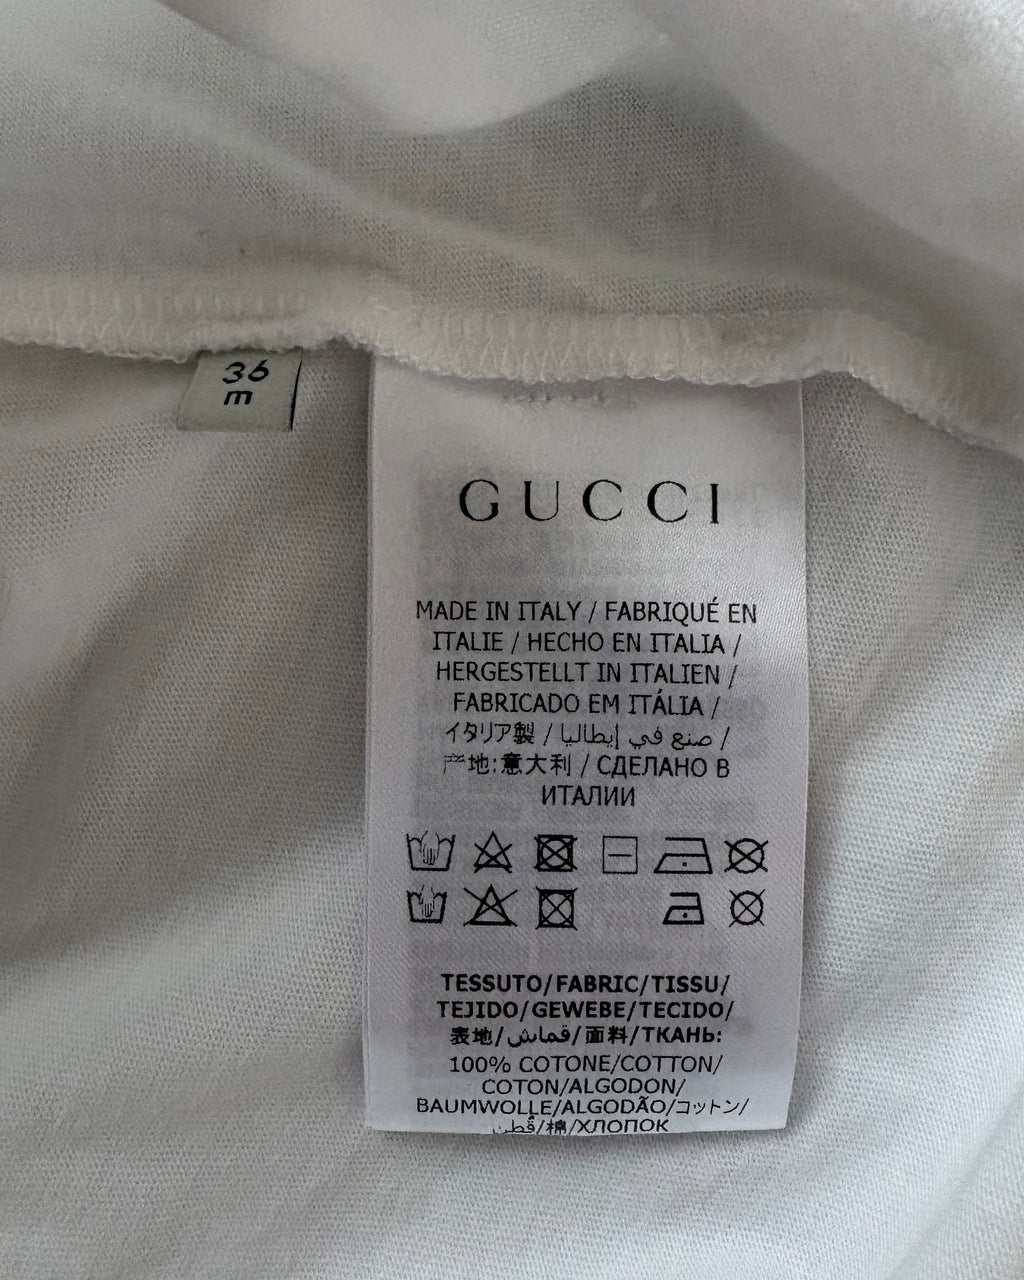 36
m
GUCCI
MADE IN ITALY / FABRIQUÉ EN
ITALIE / HECHO EN ITALIA /
HERGESTELLT IN ITALIEN /
FABRICADO EM ITÁLIA /
イタリア製 / صنع في إيطاليا /
产地:意大利 / СДЕЛАНО В
ИТАЛИИ
TESSUTO/FABRIC/TISSU/
TEJIDO/GEWEBE/TECIDO/
表地/قماش/面料/ТКАНЬ:
100% COTONE/COTTON/
COTON/ALGODON/
BAUMWOLLE/ALGODÃO/コットン/
قطن/棉/ХЛОПОК